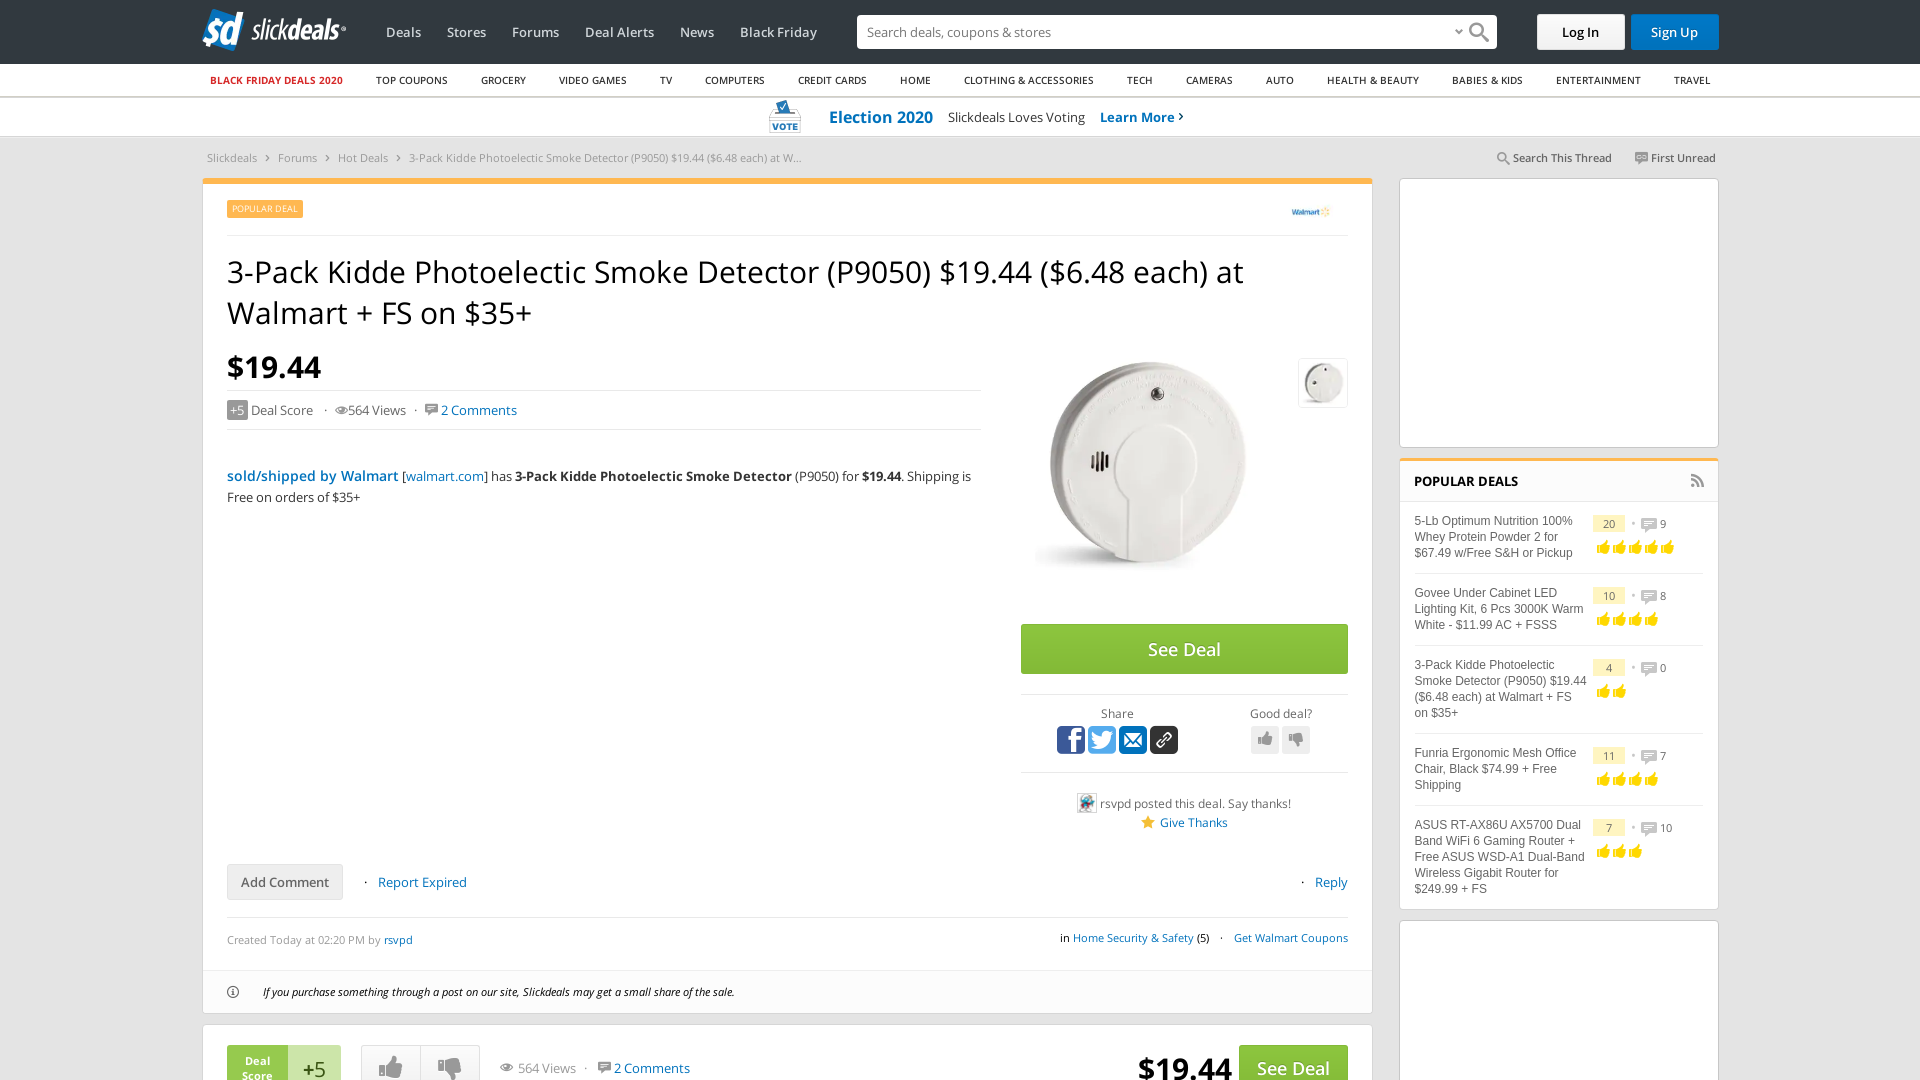 sd slickdeals
Deals Stores Forums Deal Alerts News Black Friday Search deals, coupons & stores Log In Sign Up
BLACK FRIDAY DEALS 2020 TOP COUPONS GROCERY VIDEO GAMES TV COMPUTERS CREDIT CARDS HOME CLOTHING & ACCESSORIES TECH CAMERAS AUTO HEALTH & BEAUTY BABIES & KIDS ENTERTAINMENT TRAVEL
VOTE Election 2020 Slickdeals Loves Voting Learn More
Slickdeals › Forums › Hot Deals › 3-Pack Kidde Photoelectic Smoke Detector (P9050) $19.44 ($6.48 each) at W...
Search This Thread First Unread
POPULAR DEAL
Walmart
3-Pack Kidde Photoelectic Smoke Detector (P9050) $19.44 ($6.48 each) at
Walmart + FS on $35+
$19.44
+5 Deal Score · 564 Views · 2 Comments
sold/shipped by Walmart [walmart.com] has 3-Pack Kidde Photoelectic Smoke Detector (P9050) for $19.44. Shipping is
Free on orders of $35+
See Deal
Share
Good deal?
rsvpd posted this deal. Say thanks!
Give Thanks
Add Comment · Report Expired
· Reply
Created Today at 02:20 PM by rsvpd
in Home Security & Safety (5) · Get Walmart Coupons
If you purchase something through a post on our site, Slickdeals may get a small share of the sale.
Deal
Score
+5
564 Views · 2 Comments
$19.44
See Deal
POPULAR DEALS
5-Lb Optimum Nutrition 100%
Whey Protein Powder 2 for
$67.49 w/Free S&H or Pickup
20 • 9
Govee Under Cabinet LED
Lighting Kit, 6 Pcs 3000K Warm
White - $11.99 AC + FSSS
10 • 8
3-Pack Kidde Photoelectic
Smoke Detector (P9050) $19.44
($6.48 each) at Walmart + FS
on $35+
4 • 0
Funria Ergonomic Mesh Office
Chair, Black $74.99 + Free
Shipping
11 • 7
ASUS RT-AX86U AX5700 Dual
Band WiFi 6 Gaming Router +
Free ASUS WSD-A1 Dual-Band
Wireless Gigabit Router for
$249.99 + FS
7 • 10